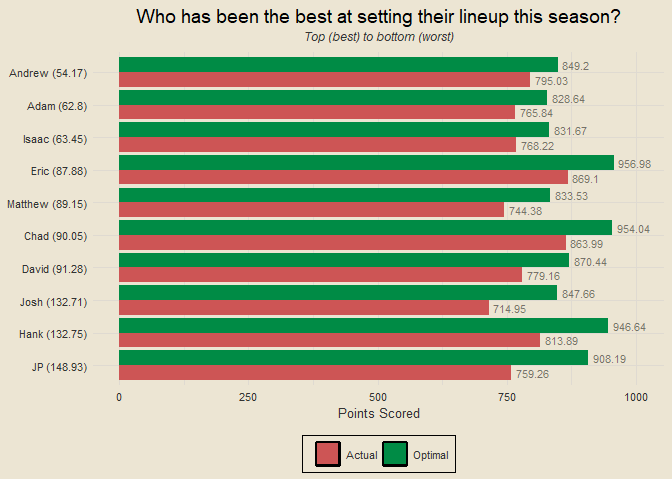 Who has been the best at setting their lineup this season?
Top (best) to bottom (worst)
Andrew (54.17)
849.2
795.03
Adam (62.8)
828.64
765.84
Isaac (63.45)
831.67
768.22
Eric (87.88)
956.98
869.1
Matthew (89.15)
833.53
744.38
Chad (90.05)
954.04
863.99
David (91.28)
870.44
779.16
Josh (132.71)
847.66
714.95
Hank (132.75)
946.64
813.89
JP (148.93)
908.19
759.26
0 250 500 750 1000
Points Scored
Actual Optimal